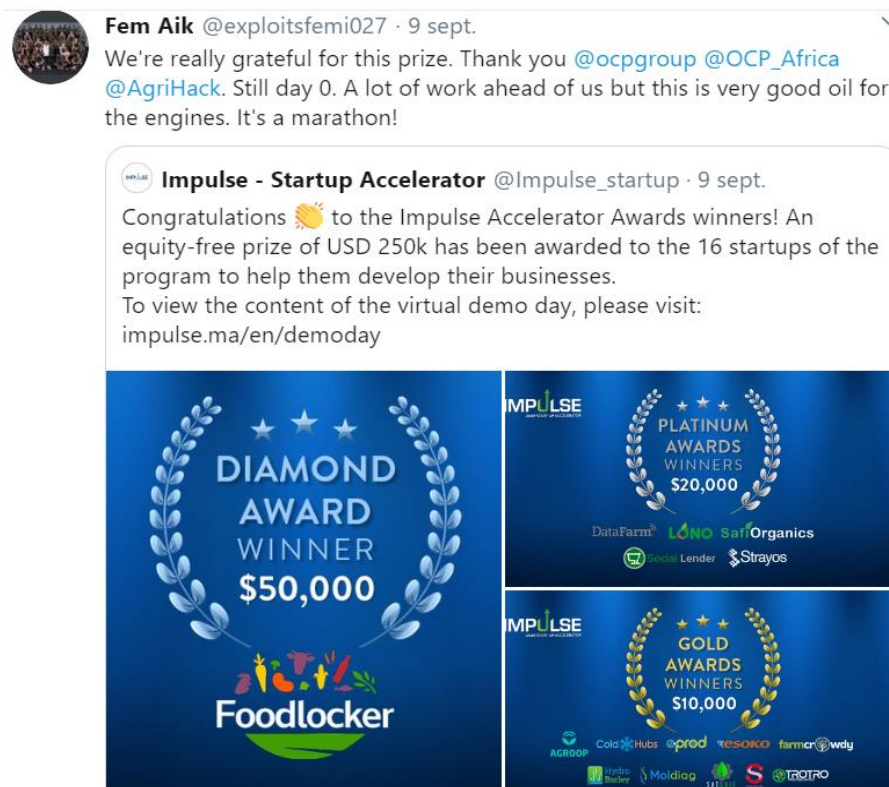 Fem Aik @exploitsfemi027 · 9 sept.
We're really grateful for this prize. Thank you @ocpgroup @OCP_Africa
@AgriHack. Still day 0. A lot of work ahead of us but this is very good oil for
the engines. It's a marathon!
IMPULSE
Impulse - Startup Accelerator @Impulse_startup · 9 sept.
Congratulations 👏 to the Impulse Accelerator Awards winners! An
equity-free prize of USD 250k has been awarded to the 16 startups of the
program to help them develop their businesses.
To view the content of the virtual demo day, please visit:
impulse.ma/en/demoday
DIAMOND
AWARD
WINNER
$50,000
Foodlocker
IMPULSE
PLATINUM
AWARDS
WINNERS
$20,000
DataFarm LONO SafiOrganics
Social Lender Strayos
IMPULSE
GOLD
AWARDS
WINNERS
$10,000
AGROOP ColdHubs eprod esoko farmcrowdy
Hydro
Barley
Moldiag
S
TROTRO